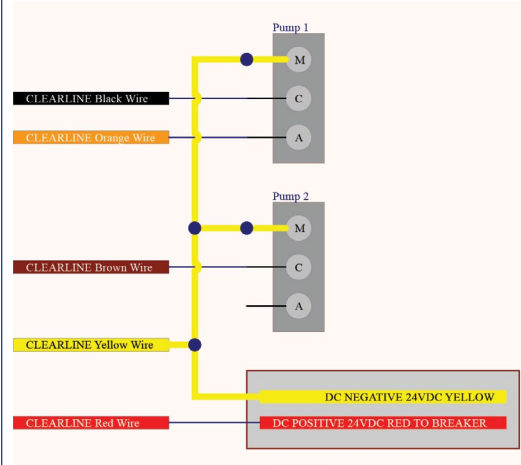 Pump 1
M
CLEARLINE Black Wire
C
CLEARLINE Orange Wire
A
Pump 2
M
CLEARLINE Brown Wire
C
A
CLEARLINE Yellow Wire
DC NEGATIVE 24VDC YELLOW
CLEARLINE Red Wire
DC POSITIVE 24VDC RED TO BREAKER